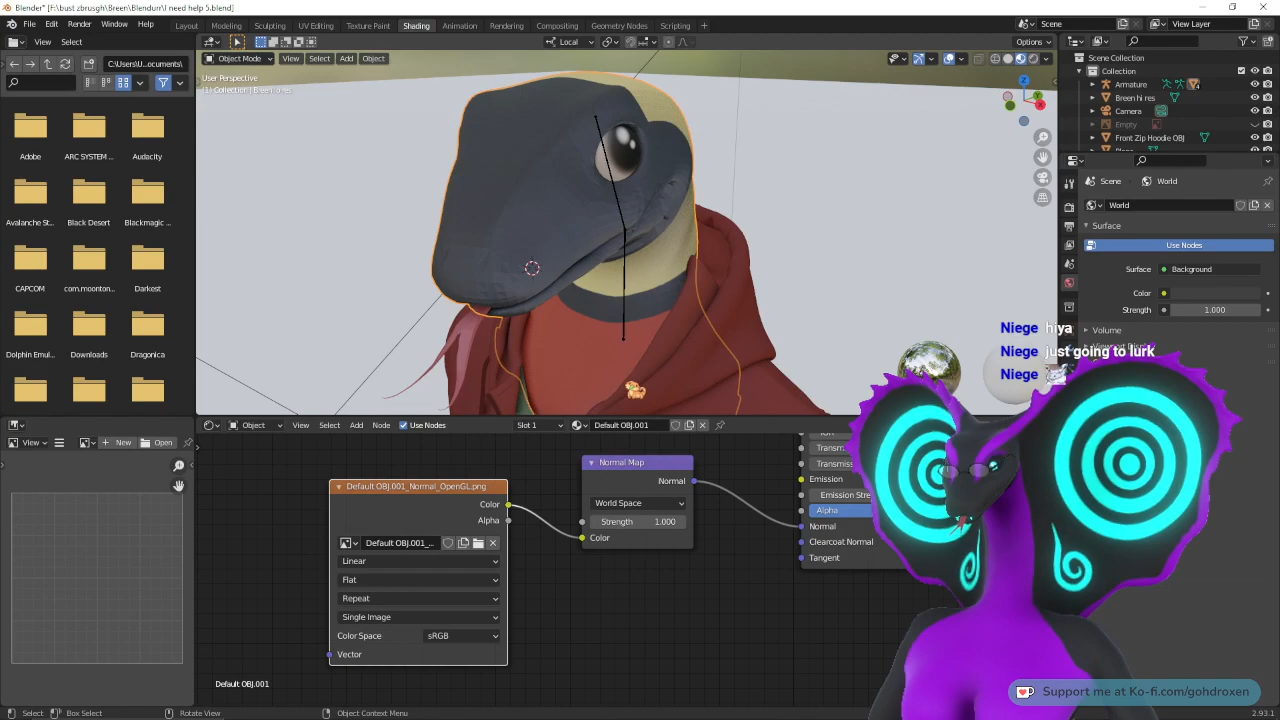 Blender* [F:\bust zbrusgh\Breen\Blendun\I need help 5.blend]
File Edit Render Window Help
Layout Modeling Sculpting UV Editing Texture Paint Shading Animation Rendering Compositing Geometry Nodes Scripting +
Scene
View Layer
View Select
Local
Options
C:\Users\U...ocuments\
Object Mode View Select Add Object
User Perspective
(1) Collection |
Adobe ARC SYSTEM ... Audacity
Avalanche St... Black Desert Blackmagic ...
CAPCOM com.moonton... Darkest
Dolphin Emul... Downloads Dragonica
Scene Collection
Collection
Armature
Breen hi res
Camera
Empty
Front Zip Hoodie OBJ
Scene World
World
Surface
Use Nodes
Surface Background
Color
Strength 1.000
Volume
Niege hiya
Niege just going to lurk
Niege
View New Open
Object View Select Add Node Use Nodes Slot 1 Default OBJ.001
Default OBJ.001_Normal_OpenGL.png
Color
Alpha
Default OBJ.001_...
Linear
Flat
Repeat
Single Image
Color Space sRGB
Vector
Normal Map
Normal
World Space
Strength 1.000
Color
Transm
Transmiss
Emission
Emission Stre
Alpha
Normal
Clearcoat Normal
Tangent
Default OBJ.001
Support me at Ko-fi.com/gohdroxen
Select Box Select Rotate View Object Context Menu 2.93.1